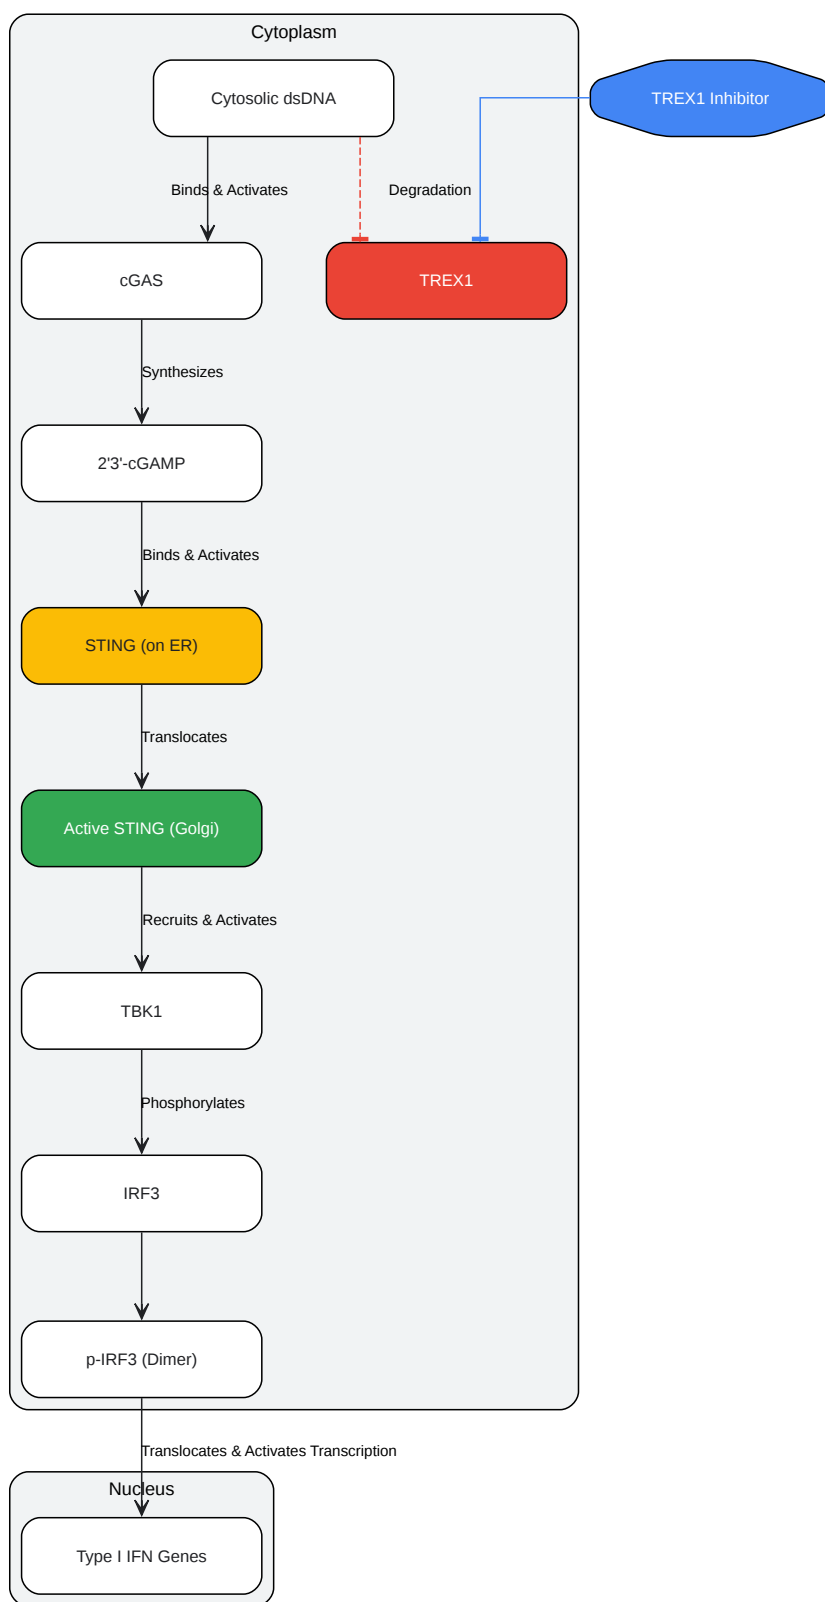 Cytoplasm
Cytosolic dsDNA
TREX1 Inhibitor
Binds & Activates
Degradation
cGAS
TREX1
Synthesizes
2'3'-cGAMP
Binds & Activates
STING (on ER)
Translocates
Active STING (Golgi)
Recruits & Activates
TBK1
Phosphorylates
IRF3
p-IRF3 (Dimer)
Translocates & Activates Transcription
Nucleus
Type I IFN Genes